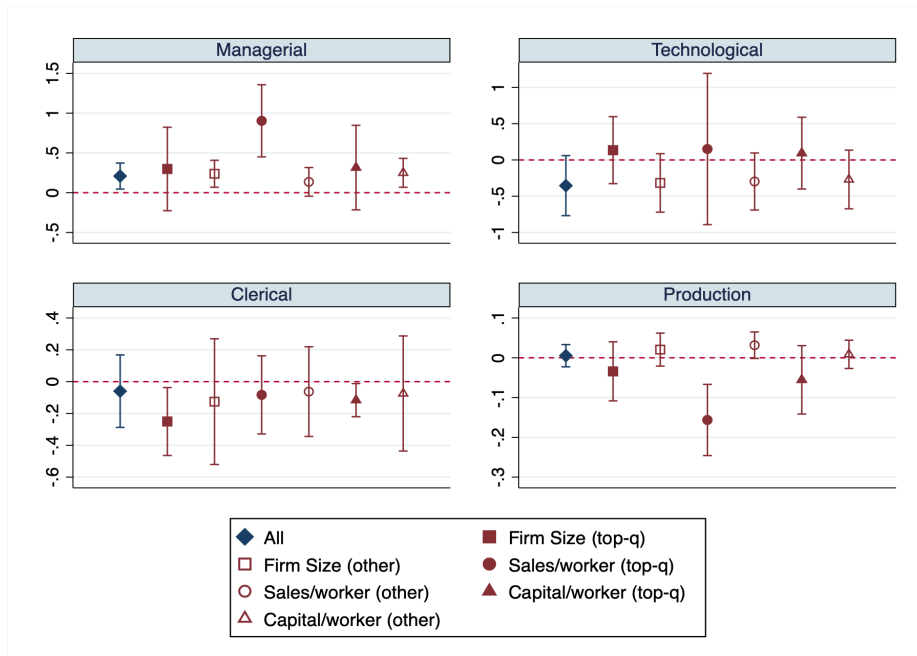 Managerial
1.5
1
.5
0
-.5
Technological
1
.5
0
-.5
-1
Clerical
.4
.2
0
-.2
-.4
-.6
Production
.1
0
-.1
-.2
-.3
All
Firm Size (top-q)
Firm Size (other)
Sales/worker (top-q)
Sales/worker (other)
Capital/worker (top-q)
Capital/worker (other)